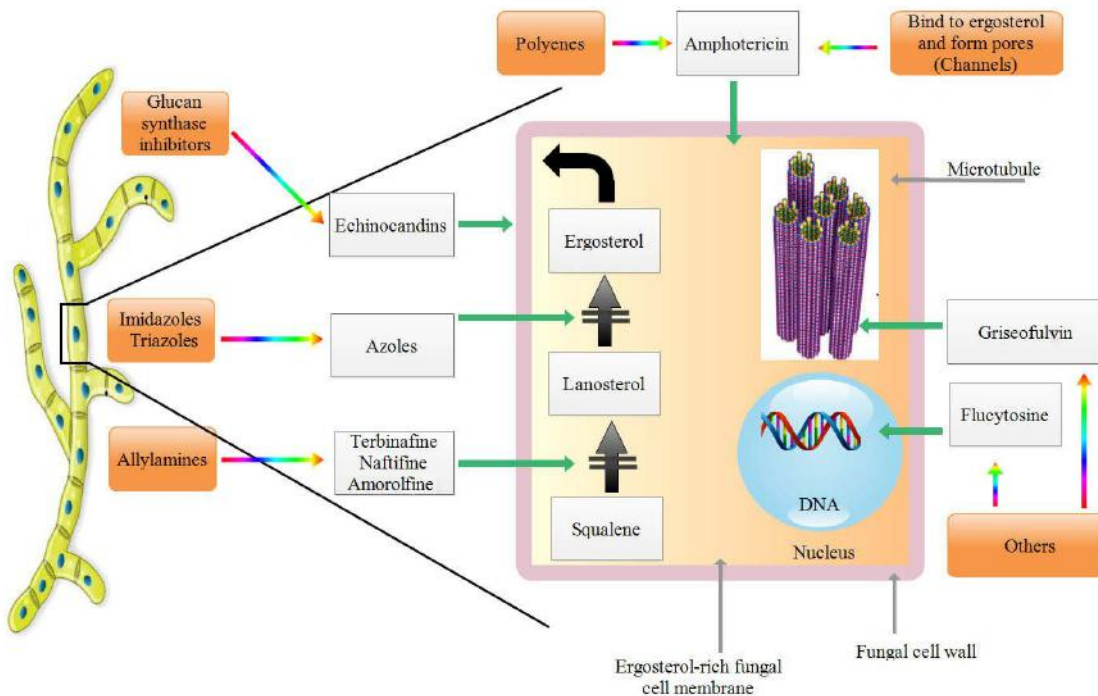 Polyenes
Amphotericin
Bind to ergosterol
and form pores
(Channels)
Glucan
synthase
inhibitors
Microtubule
Echinocandins
Ergosterol
Imidazoles
Triazoles
Azoles
Griseofulvin
Lanosterol
Flucytosine
Allylamines
Terbinafine
Naftifine
Amorolfine
DNA
Squalene
Nucleus
Others
Ergosterol-rich fungal
cell membrane
Fungal cell wall